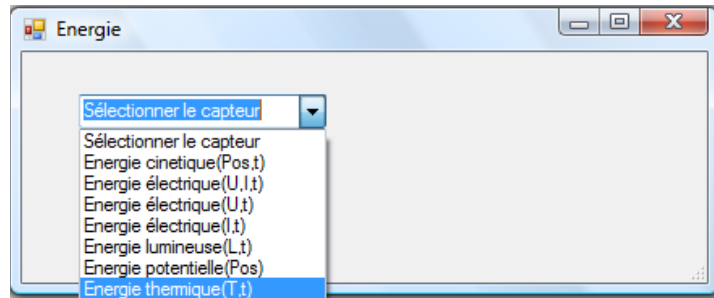 Energie
Sélectionner le capteur
Sélectionner le capteur
Energie cinetique(Pos,t)
Energie électrique(U,I,t)
Energie électrique(U,t)
Energie électrique(I,t)
Energie lumineuse(L,t)
Energie potentielle(Pos)
Energie thermique(T,t)